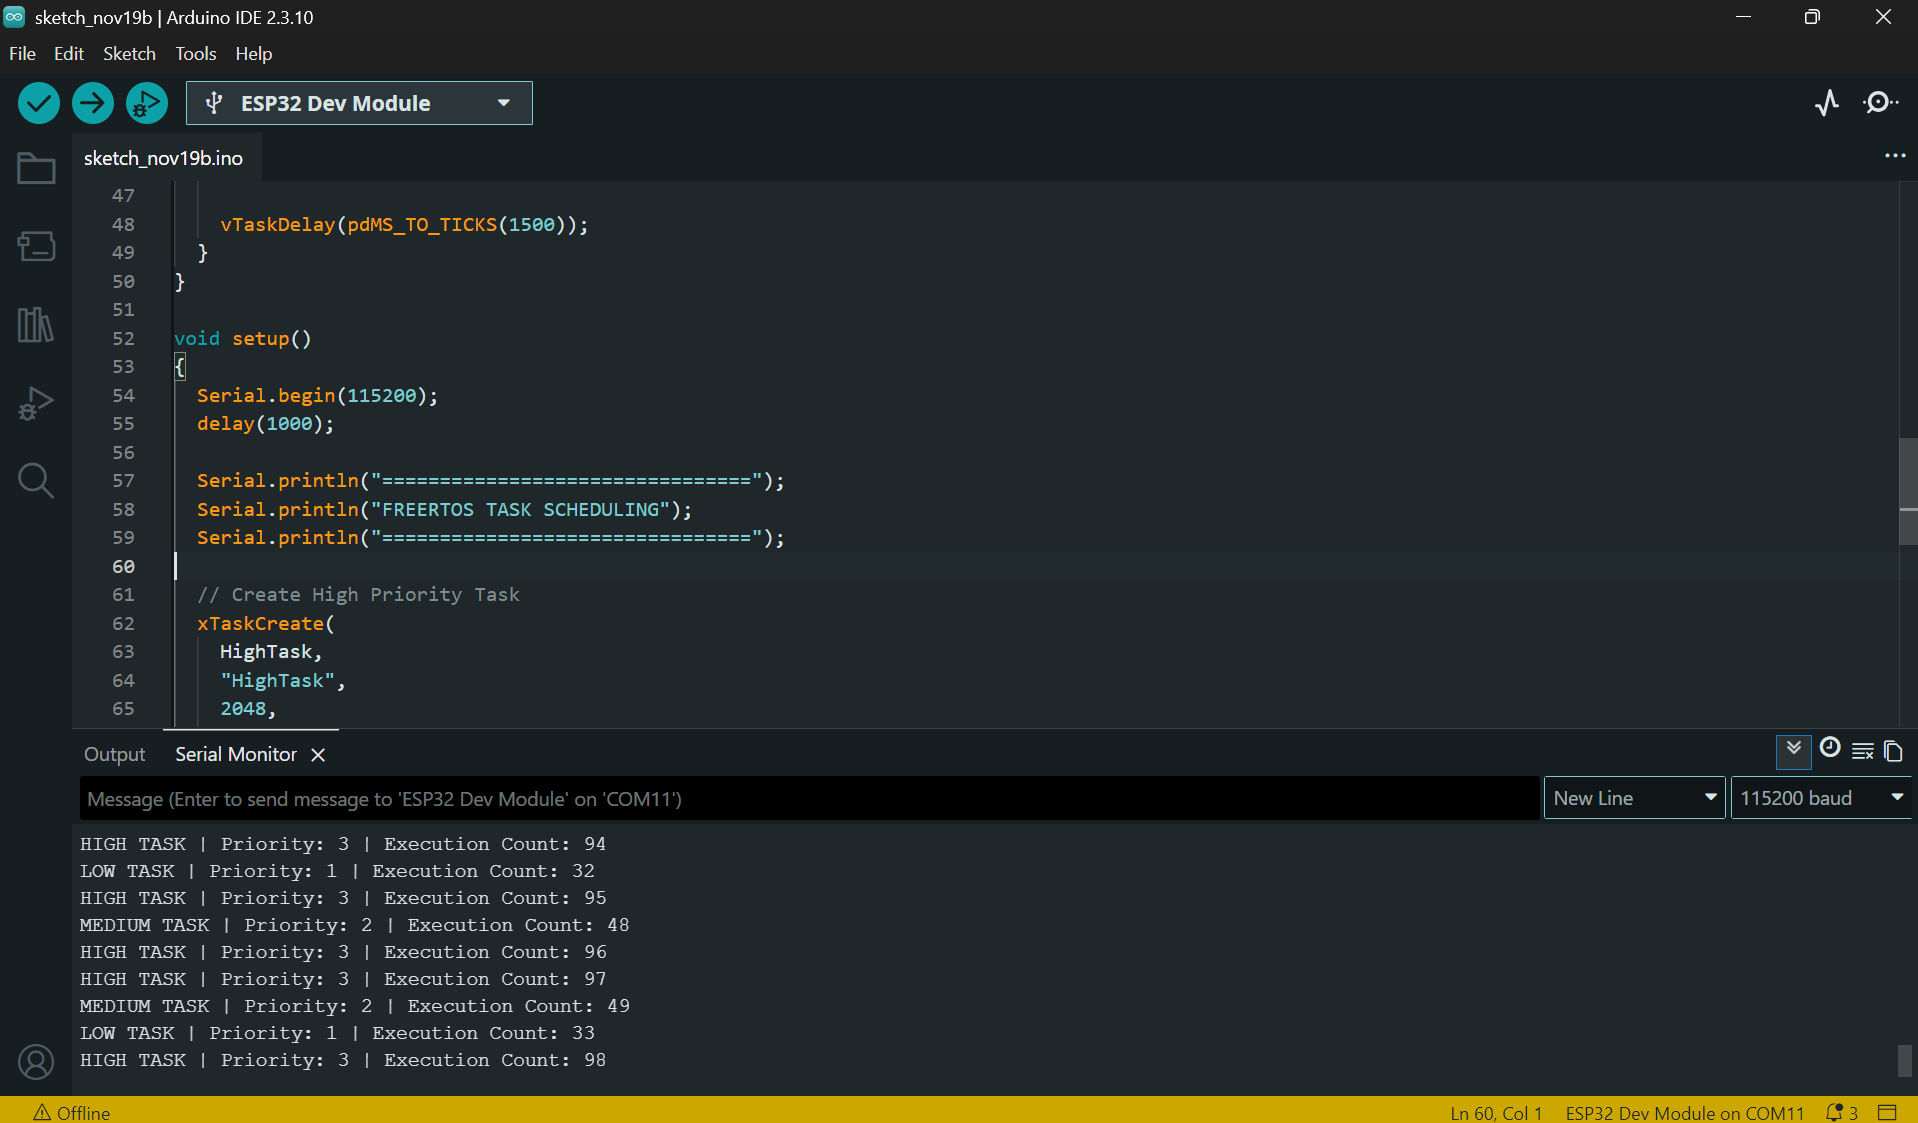 sketch_nov19b | Arduino IDE 2.3.10
File Edit Sketch Tools Help
ESP32 Dev Module
sketch_nov19b.ino
47
48 vTaskDelay(pdMS_TO_TICKS(1500));
49 }
50 }
51
52 void setup()
53 {
54 Serial.begin(115200);
55 delay(1000);
56
57 Serial.println("================================");
58 Serial.println("FREERTOS TASK SCHEDULING");
59 Serial.println("================================");
60
61 // Create High Priority Task
62 xTaskCreate(
63 HighTask,
64 "HighTask",
65 2048,
Output Serial Monitor
Message (Enter to send message to 'ESP32 Dev Module' on 'COM11') New Line 115200 baud
HIGH TASK | Priority: 3 | Execution Count: 94
LOW TASK | Priority: 1 | Execution Count: 32
HIGH TASK | Priority: 3 | Execution Count: 95
MEDIUM TASK | Priority: 2 | Execution Count: 48
HIGH TASK | Priority: 3 | Execution Count: 96
HIGH TASK | Priority: 3 | Execution Count: 97
MEDIUM TASK | Priority: 2 | Execution Count: 49
LOW TASK | Priority: 1 | Execution Count: 33
HIGH TASK | Priority: 3 | Execution Count: 98
Offline Ln 60, Col 1 ESP32 Dev Module on COM11 3